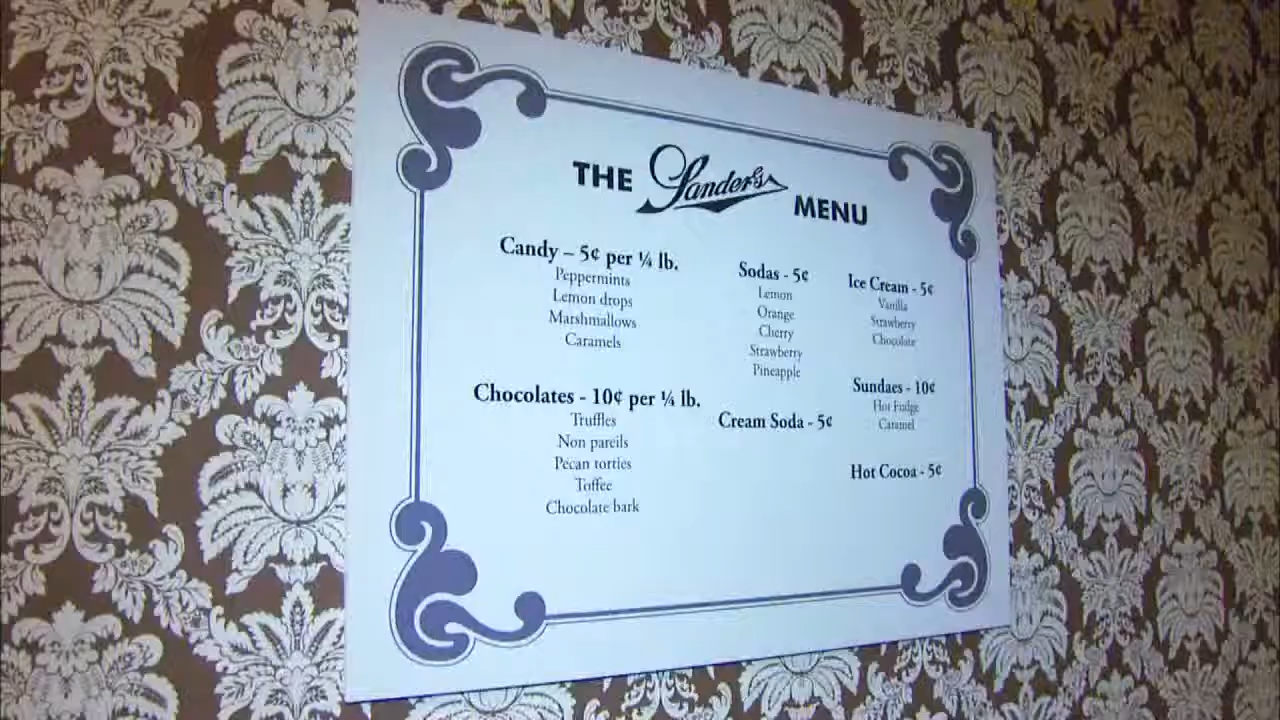 THE Sanders MENU
Candy – 5¢ per ¼ lb.
Peppermints
Lemon drops
Marshmallows
Caramels
Chocolates - 10¢ per ¼ lb.
Truffles
Non pareils
Pecan torties
Toffee
Chocolate bark
Sodas - 5¢
Lemon
Orange
Cherry
Strawberry
Pineapple
Cream Soda - 5¢
Ice Cream - 5¢
Vanilla
Strawberry
Chocolate
Sundaes - 10¢
Hot Fudge
Caramel
Hot Cocoa - 5¢